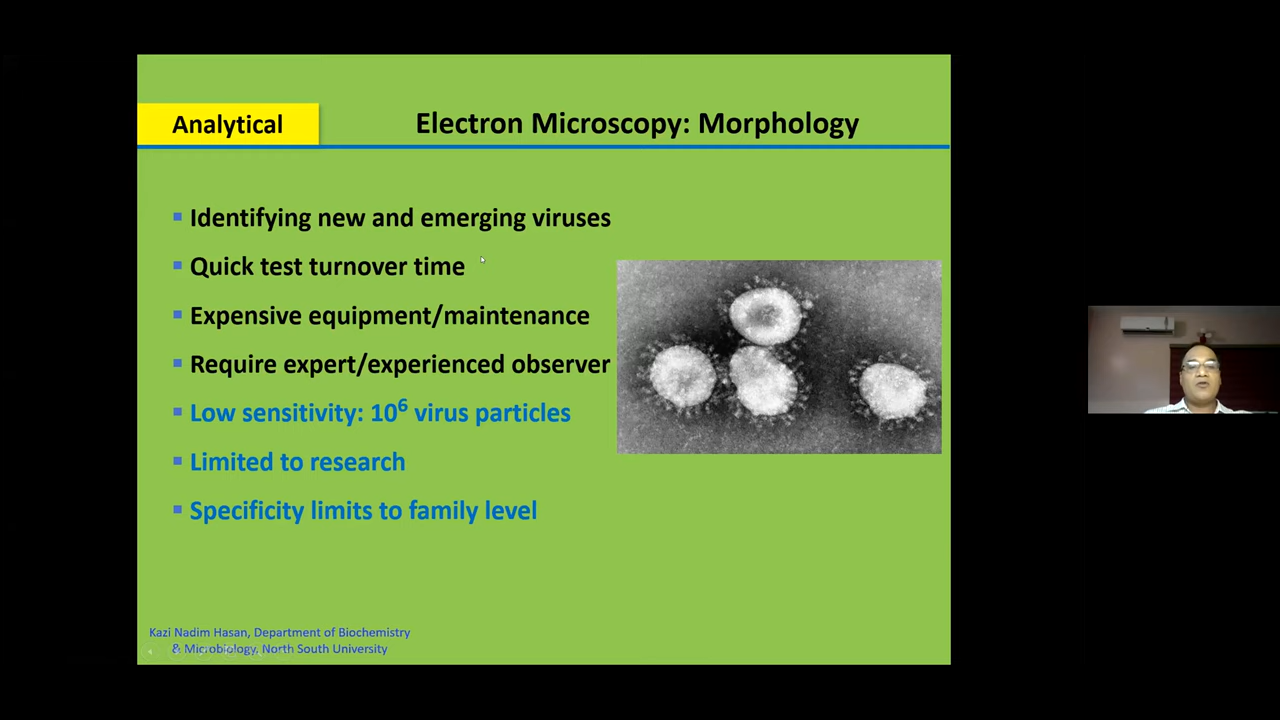 Analytical
Electron Microscopy: Morphology
Identifying new and emerging viruses
Quick test turnover time
Expensive equipment/maintenance
Require expert/experienced observer
Low sensitivity: 10⁶ virus particles
Limited to research
Specificity limits to family level
Kazi Nadim Hasan, Department of Biochemistry
& Microbiology, North South University